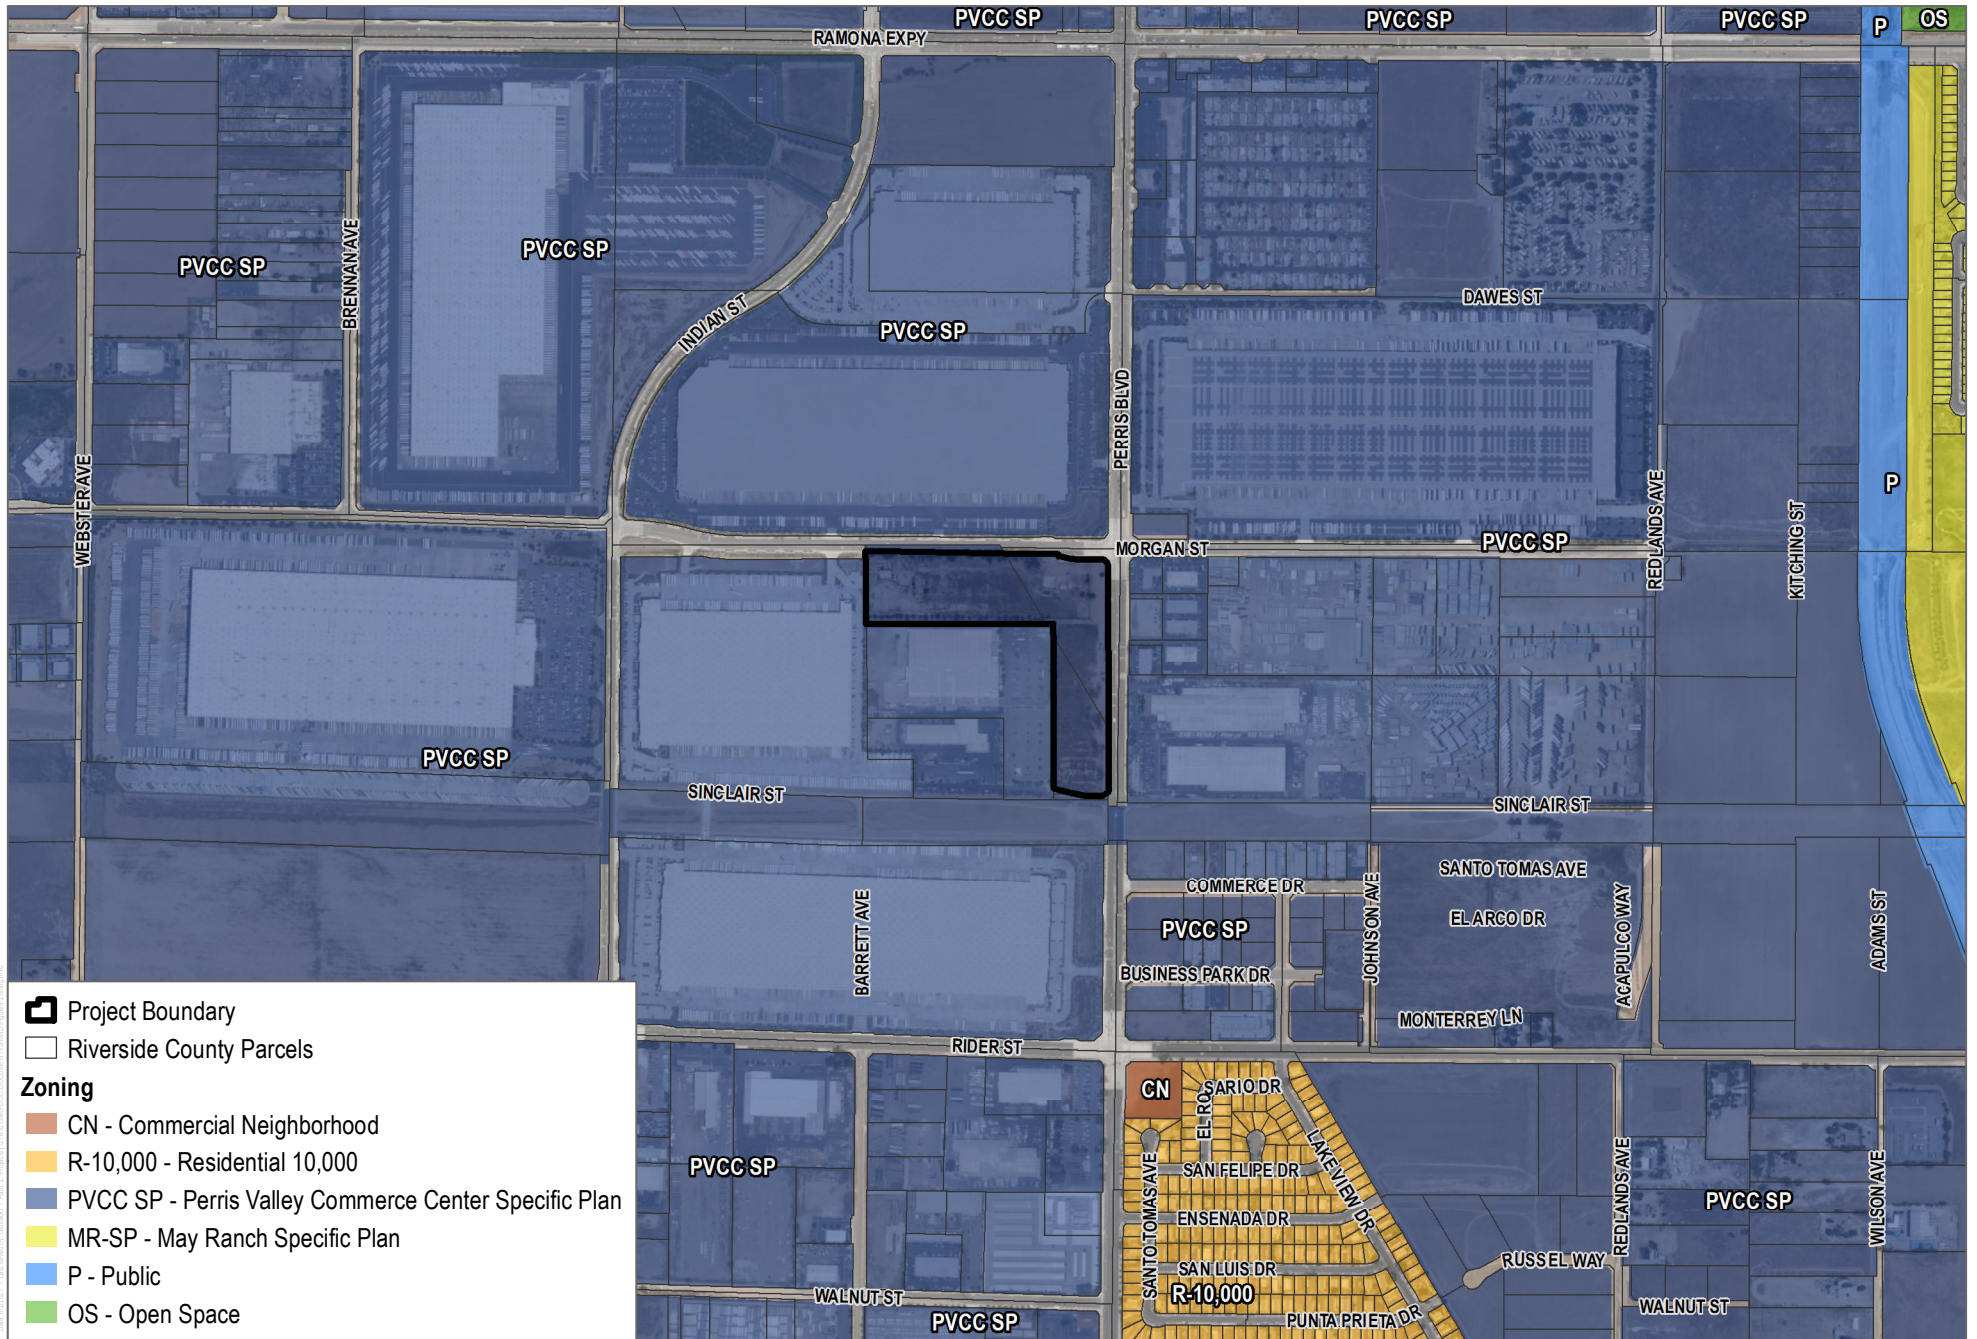 PVCC SP
PVCC SP
PVCC SP
P
OS
RAMONA EXPY
BRENNAN AVE
PVCC SP
PVCC SP
INDIAN ST
DAWES ST
PVCC SP
PERRIS BLVD
WEBSTER AVE
REDLANDS AVE
P
KITCHING ST
MORGAN ST
PVCC SP
PVCC SP
SINCLAIR ST
SINCLAIR ST
SANTO TOMAS AVE
COMMERCE DR
JOHNSON AVE
EL ARCO DR
ACAPULCO WAY
ADAMS ST
BARRETT AVE
PVCC SP
BUSINESS PARK DR
MONTERREY LN
RIDER ST
CN
EL ROSARIO DR
LAKE VIEW DR
PVCC SP
SANTO TOMAS AVE
SAN FELIPE DR
REDLANDS AVE
WILSON AVE
PVCC SP
ENSENADA DR
SAN LUIS DR
RUSSEL WAY
R-10,000
WALNUT ST
WALNUT ST
PUNTA PRIETA DR
PVCC SP
Project Boundary
Riverside County Parcels
Zoning
CN - Commercial Neighborhood
R-10,000 - Residential 10,000
PVCC SP - Perris Valley Commerce Center Specific Plan
MR-SP - May Ranch Specific Plan
P - Public
OS - Open Space